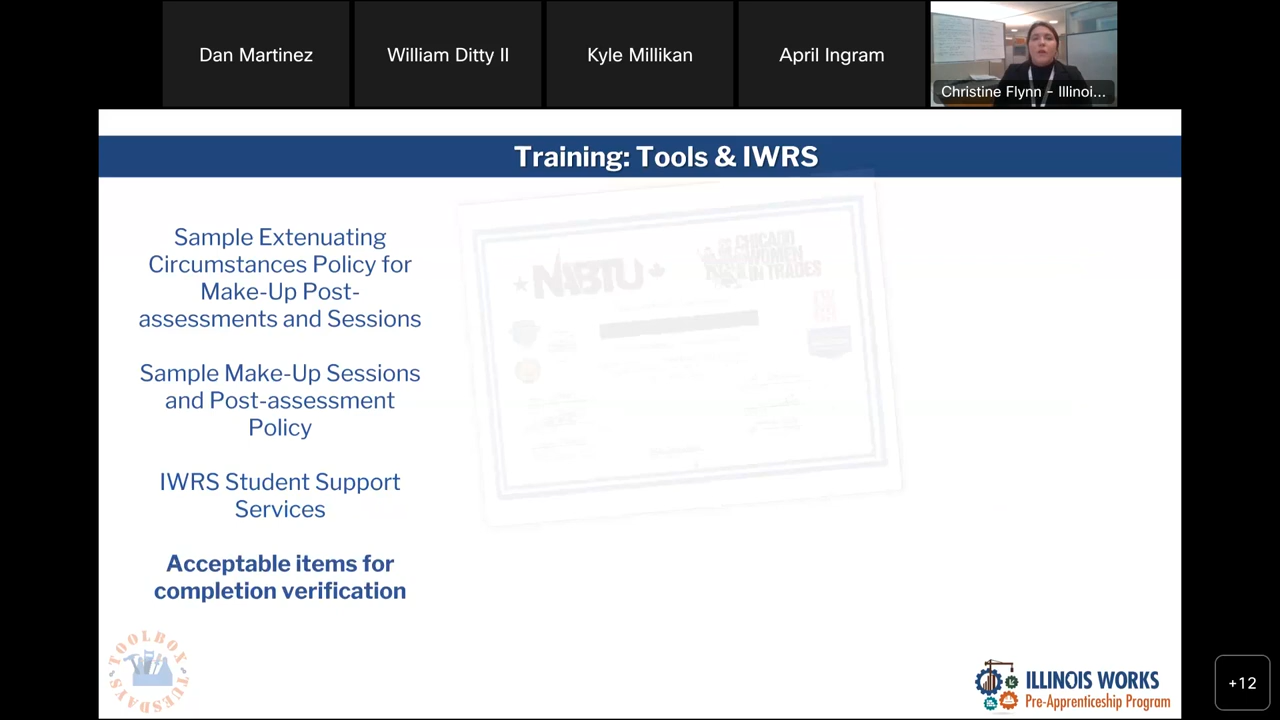 Dan Martinez
William Ditty II
Kyle Millikan
April Ingram
Christine Flynn - Illinoi...
Training: Tools & IWRS
Sample Extenuating
Circumstances Policy for
Make-Up Post-
assessments and Sessions
Sample Make-Up Sessions
and Post-assessment
Policy
IWRS Student Support
Services
Acceptable items for
completion verification
NABTU
CHICAGO
WOMEN
IN TRADES
TOOLBOX
TUESDAYS
ILLINOIS WORKS
Pre-Apprenticeship Program
+12